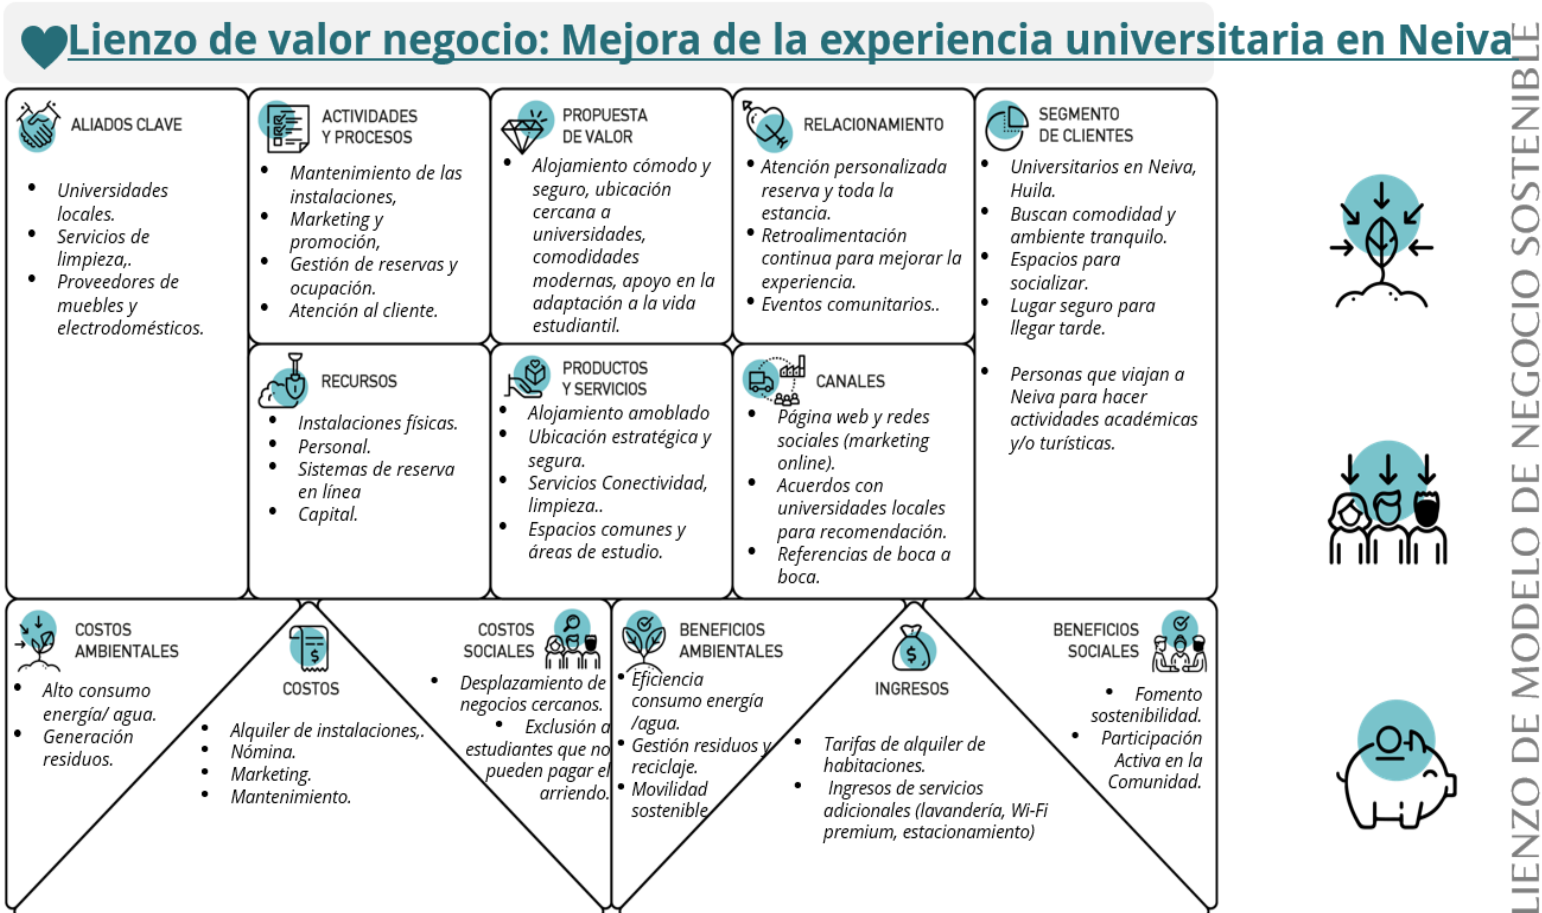 Lienzo de valor negocio: Mejora de la experiencia universitaria en Neiva
ALIADOS CLAVE
• Universidades
locales.
• Servicios de
limpieza,.
• Proveedores de
muebles y
electrodomésticos.
ACTIVIDADES
Y PROCESOS
• Mantenimiento de las
instalaciones,
• Marketing y
promoción,
• Gestión de reservas y
ocupación.
• Atención al cliente.
PROPUESTA
DE VALOR
• Alojamiento cómodo y
seguro, ubicación
cercana a
universidades,
comodidades
modernas, apoyo en la
adaptación a la vida
estudiantil.
RELACIONAMIENTO
• Atención personalizada
reserva y toda la
estancia.
• Retroalimentación
continua para mejorar la
experiencia.
• Eventos comunitarios..
SEGMENTO
DE CLIENTES
• Universitarios en Neiva,
Huila.
• Buscan comodidad y
ambiente tranquilo.
• Espacios para
socializar.
• Lugar seguro para
llegar tarde.
• Personas que viajan a
Neiva para hacer
actividades académicas
y/o turísticas.
RECURSOS
• Instalaciones físicas.
• Personal.
• Sistemas de reserva
en línea
• Capital.
PRODUCTOS
Y SERVICIOS
• Alojamiento amoblado
• Ubicación estratégica y
segura.
• Servicios Conectividad,
limpieza..
• Espacios comunes y
áreas de estudio.
CANALES
• Página web y redes
sociales (marketing
online).
• Acuerdos con
universidades locales
para recomendación.
• Referencias de boca a
boca.
COSTOS
AMBIENTALES
• Alto consumo
energía/ agua.
• Generación
residuos.
$
COSTOS
• Alquiler de instalaciones,.
• Nómina.
• Marketing.
• Mantenimiento.
COSTOS
SOCIALES
• Desplazamiento de
negocios cercanos.
• Exclusión a
estudiantes que no
pueden pagar el
arriendo.
BENEFICIOS
AMBIENTALES
• Eficiencia
consumo energía
/agua.
• Gestión residuos y
reciclaje.
• Movilidad
sostenible
$
INGRESOS
• Tarifas de alquiler de
habitaciones.
• Ingresos de servicios
adicionales (lavandería, Wi-Fi
premium, estacionamiento)
BENEFICIOS
SOCIALES
• Fomento
sostenibilidad.
• Participación
Activa en la
Comunidad.
LIENZO DE MODELO DE NEGOCIO SOSTENIBLE